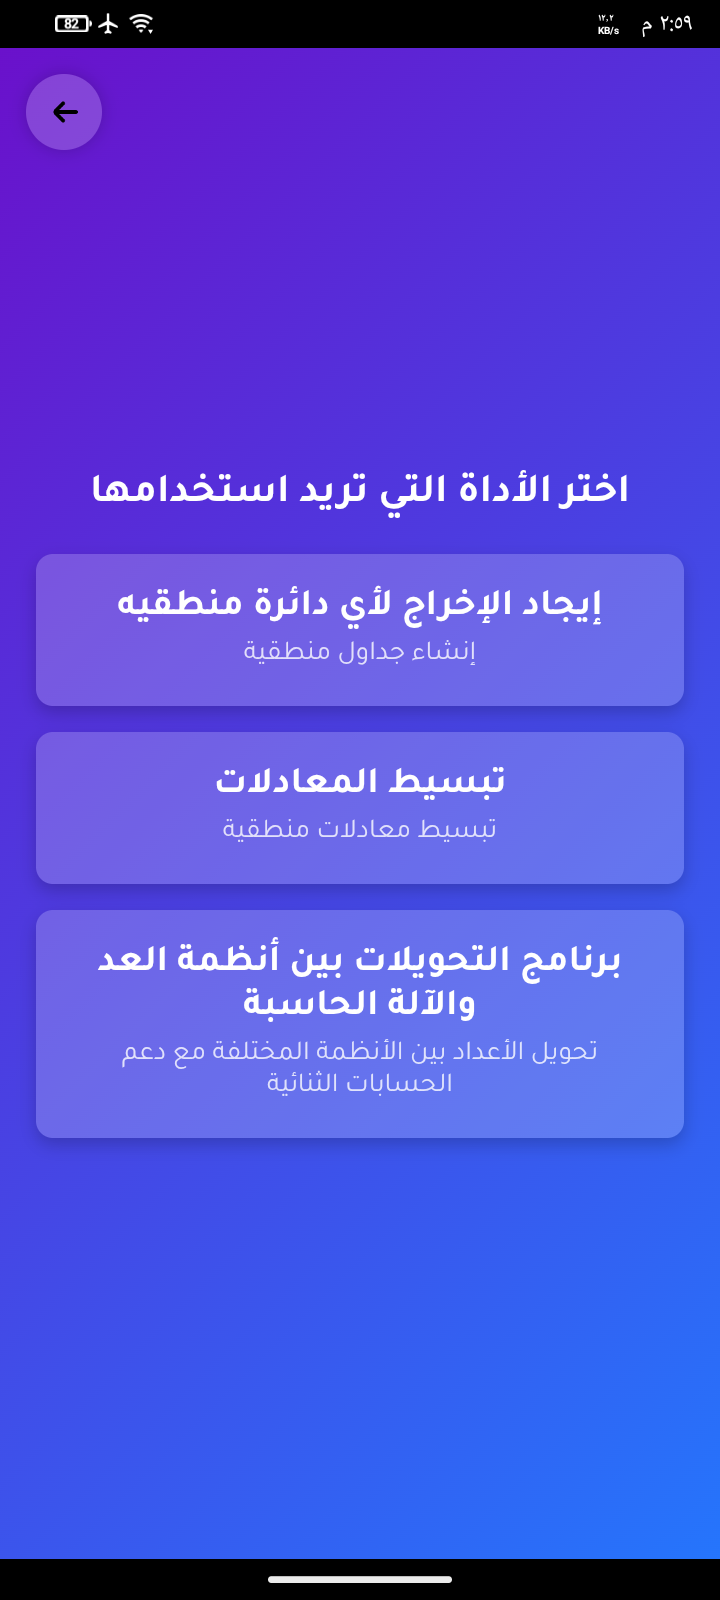 ٢:٥٩ م
١٢,٢
KB/s
82
اختر الأداة التي تريد استخدامها
إيجاد الإخراج لأي دائرة منطقيه
إنشاء جداول منطقية
تبسيط المعادلات
تبسيط معادلات منطقية
برنامج التحويلات بين أنظمة العد
والآلة الحاسبة
تحويل الأعداد بين الأنظمة المختلفة مع دعم
الحسابات الثنائية